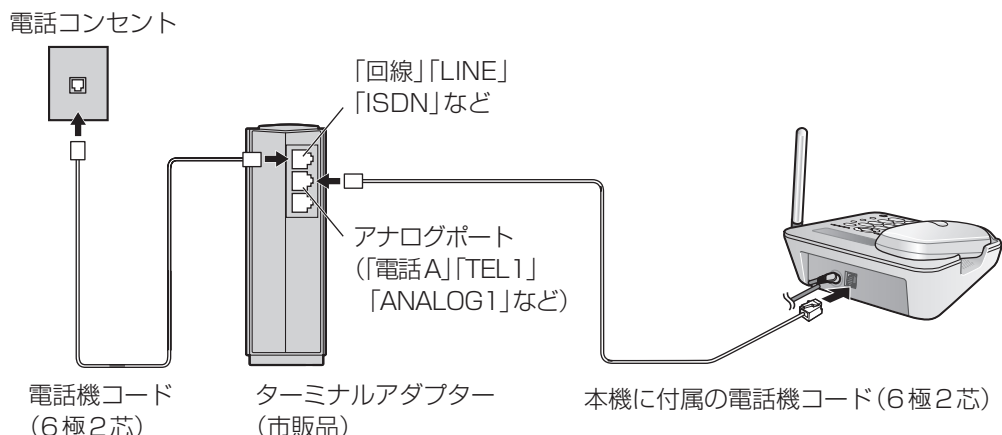 電話コンセント
「回線」「LINE」
「ISDN」など
アナログポート
(「電話A」「TEL1」
「ANALOG1」など)
電話機コード
(6極2芯)
ターミナルアダプター
(市販品)
本機に付属の電話機コード(6極2芯)